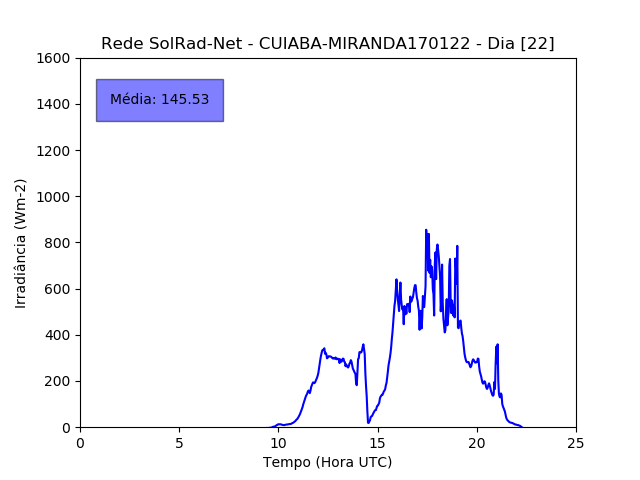 Rede SolRad-Net - CUIABA-MIRANDA170122 - Dia [22]
1600
1400
1200
1000
800
600
400
200
0
Média: 145.53
Irradiância (Wm-2)
0 5 10 15 20 25
Tempo (Hora UTC)